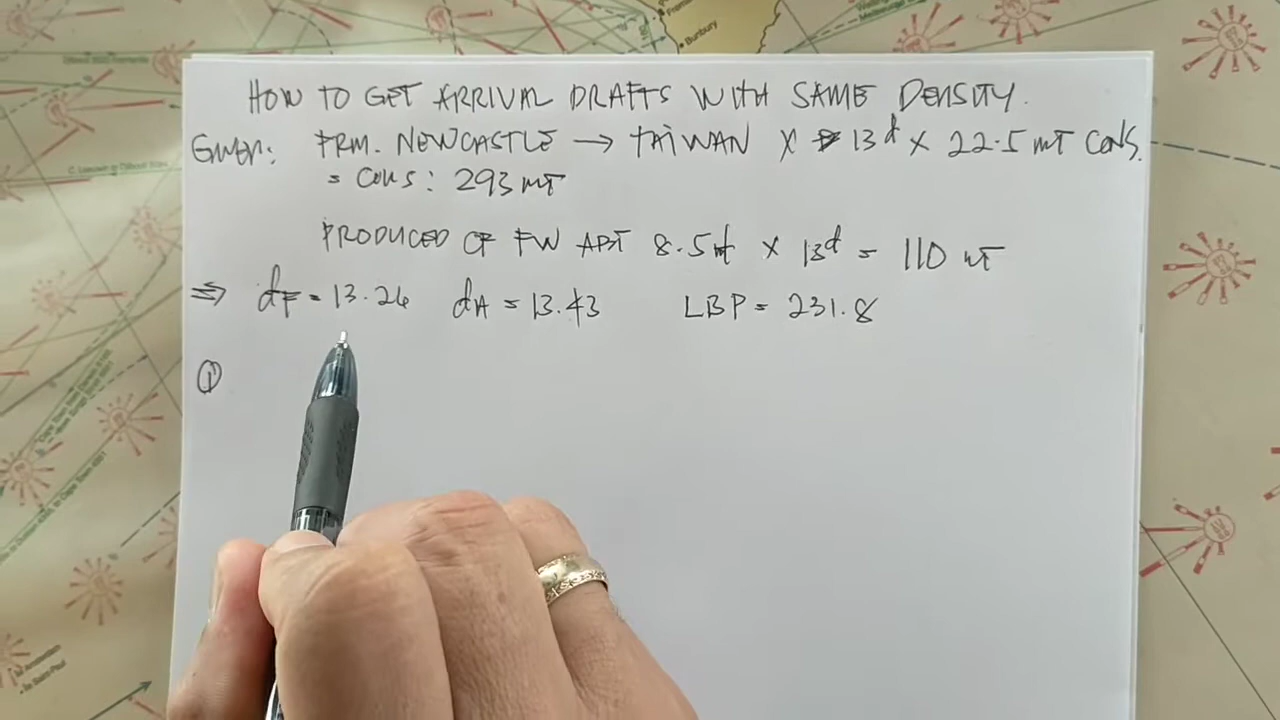 Bunbury
HOW TO GET ARRIVAL DRAFTS WITH SAME DENSITY.
Given: FRM. NEWCASTLE → TAIWAN X 13d X 22.5 MT CONS.
= CONS: 293 MT
PRODUCED OF FW 8.5 X 13d = 110 MT
⇒ dF = 13.26 dA = 13.43 LBP = 231.8
①